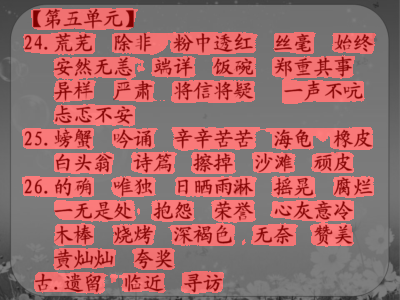 【第五单元】
24.荒芜 除非 粉中透红 丝毫 始终
安然无恙 端详 饭碗 郑重其事
异样 严肃 将信将疑 一声不吭
忐忑不安
25.螃蟹 吟诵 辛辛苦苦 海龟 橡皮
白头翁 诗篇 擦掉 沙滩 顽皮
26.的确 唯独 日晒雨淋 摇晃 腐烂
一无是处 抱怨 荣誉 心灰意冷
木棒 烧烤 深褐色 无奈 赞美
黄灿灿 夸奖
古.遗留 临近 寻访